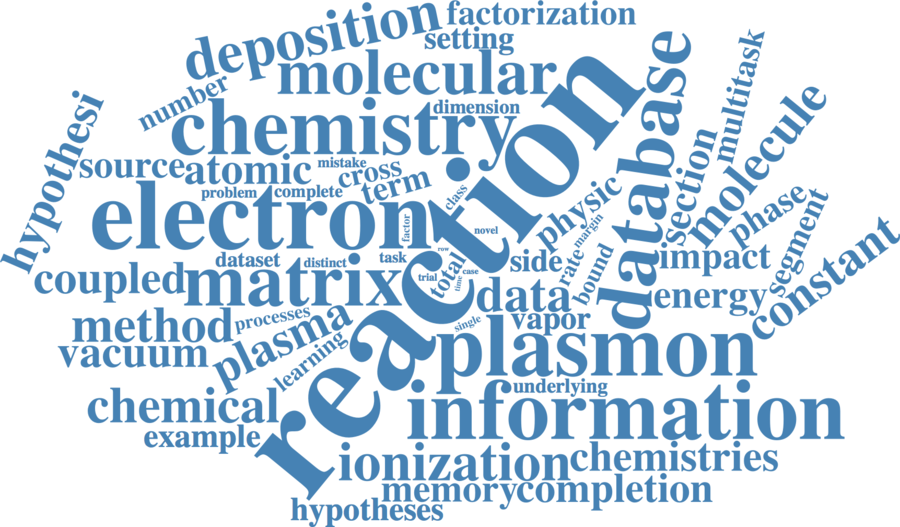 factorization
deposition
setting
molecular
number
dimension
chemistry
reaction
database
multitask
molecule
hypothesi
source
atomic
mistake
cross
term
section
problem
complete
class
electron
factor
novel
physic
margin
phase
segment
row
dataset
distinct
task
total
trial
time
case
side
rate
bound
impact
constant
coupled
matrix
data
energy
method
processes
plasma
single
vapor
plasmon
vacuum
learning
underlying
chemical
information
example
ionization
chemistries
memory
completion
hypotheses